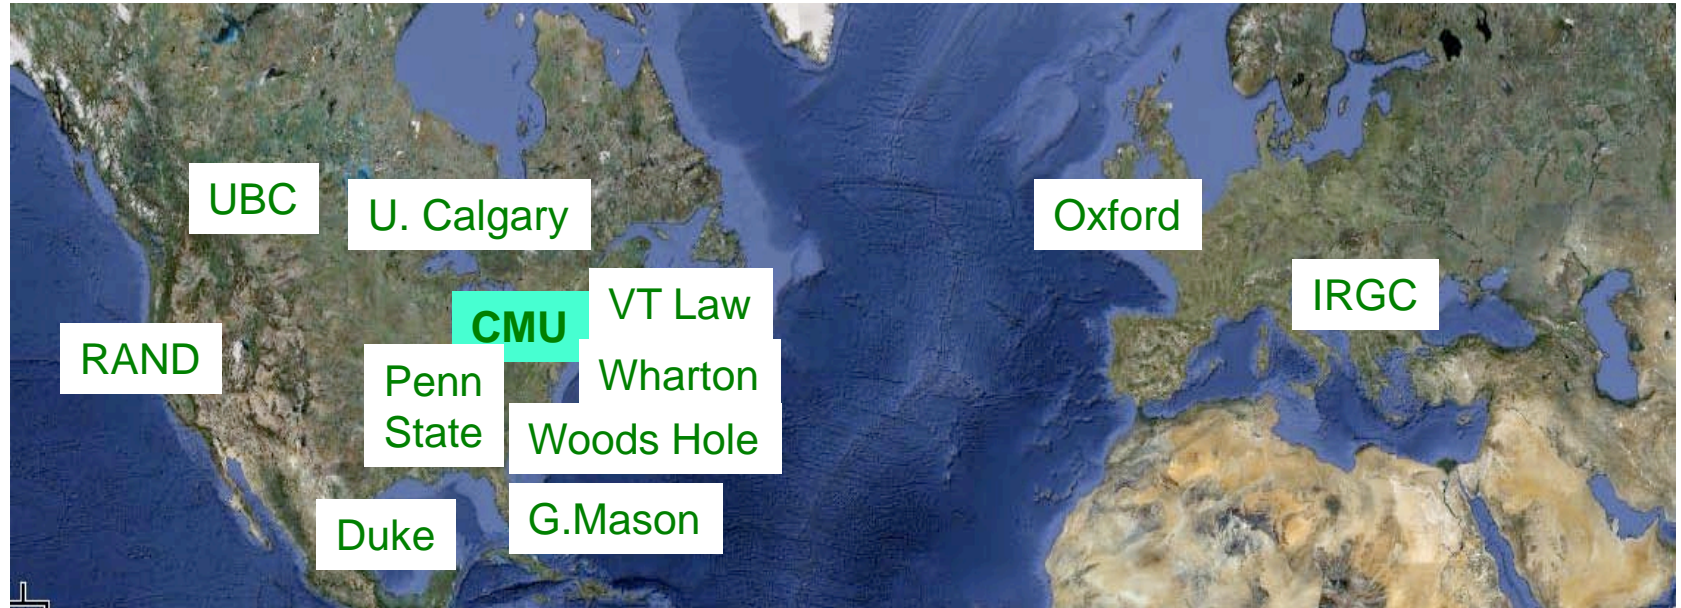 UBC
U. Calgary
Oxford
IRGC
VT Law
CMU
RAND
Penn
State
Wharton
Woods Hole
G.Mason
Duke